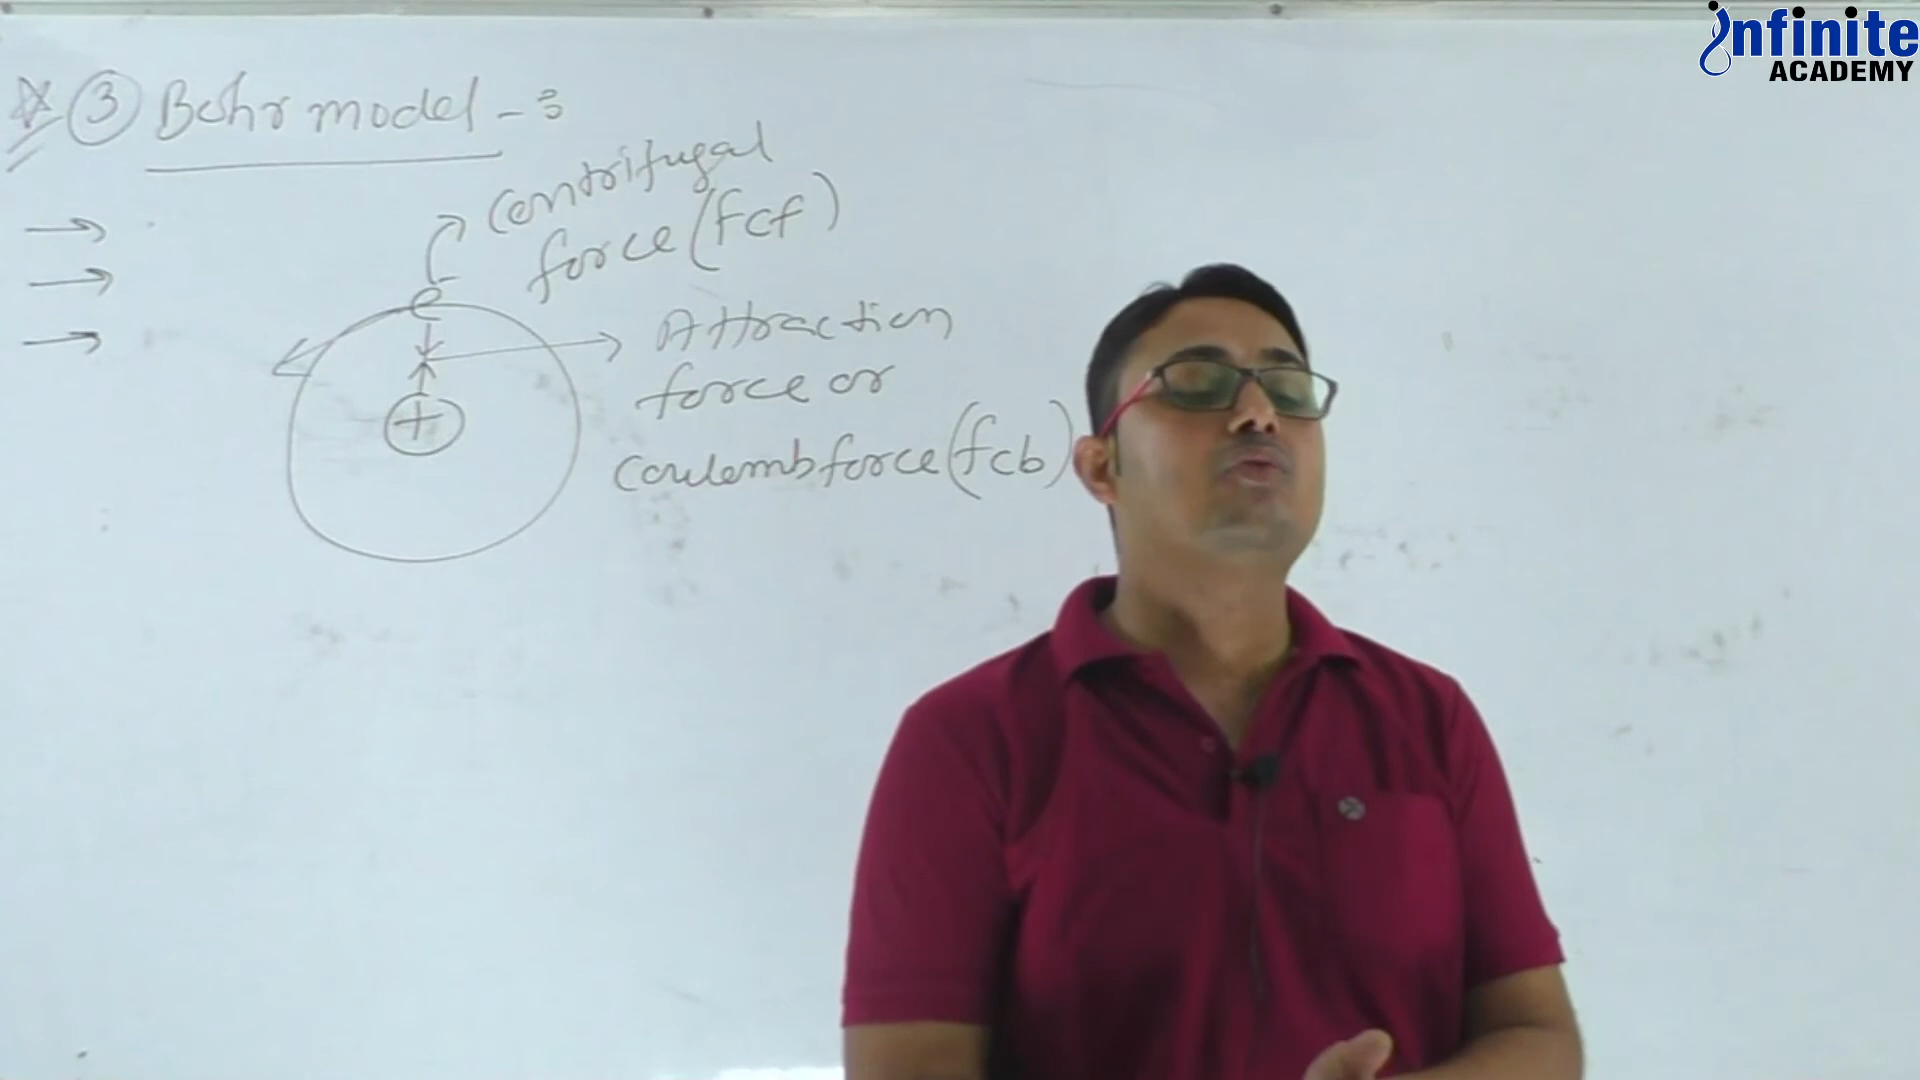 ③ Bohr model - :
Centrifugal
force (fcf)
e
Attraction
force or
+
Coulomb force (fcb)
infinite
ACADEMY